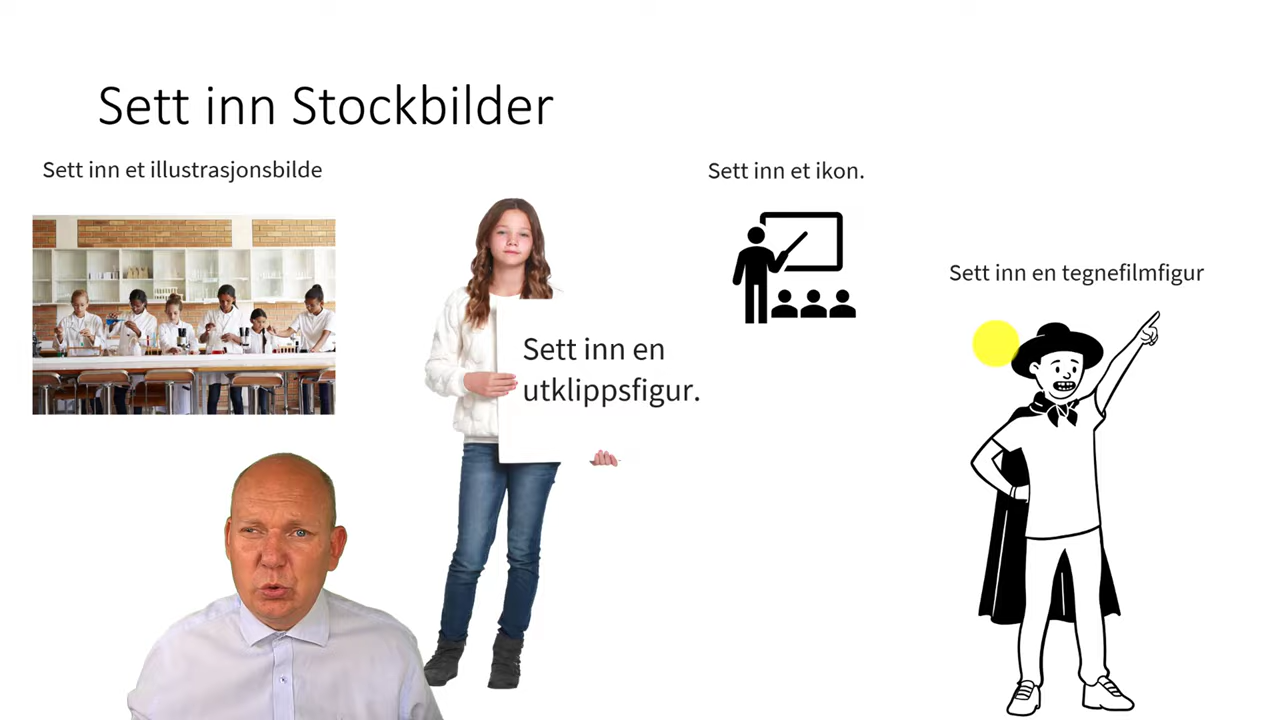 Sett inn Stockbilder
Sett inn et illustrasjonsbilde
Sett inn et ikon.
Sett inn en tegnefilmfigur
Sett inn en
utklippsfigur.